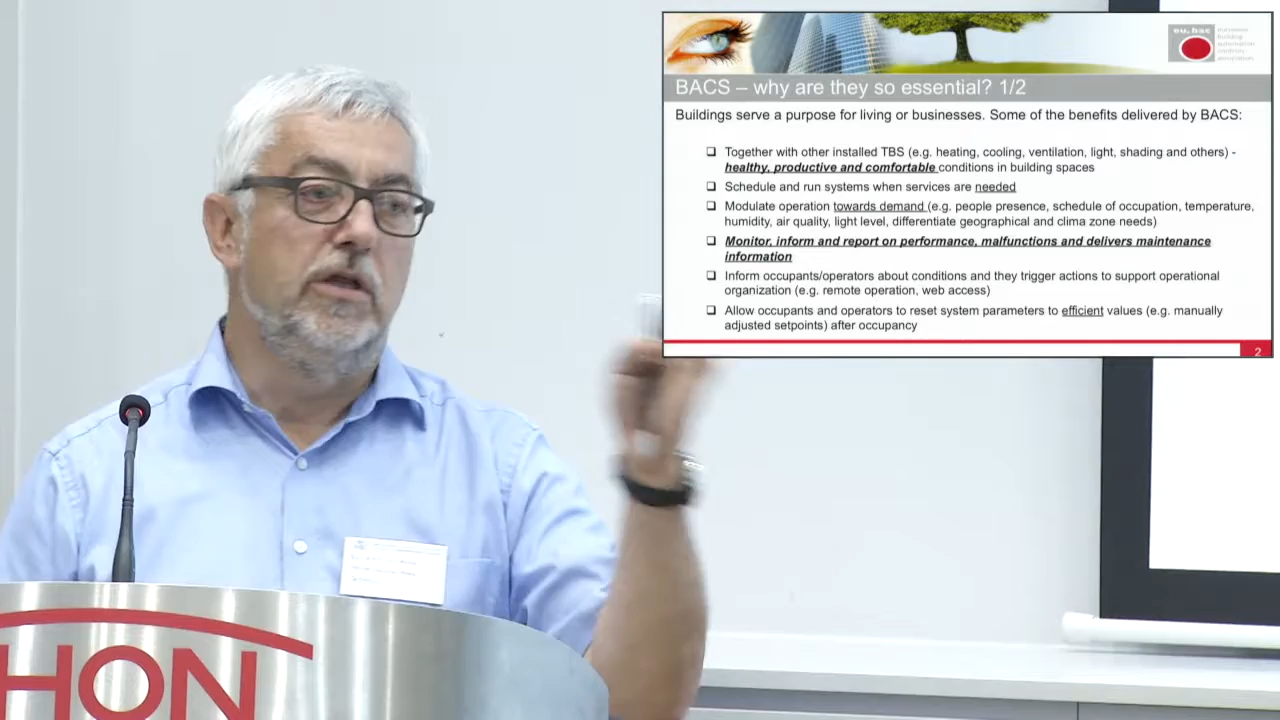 eu.bac
european
building
automation
controls
association
BACS – why are they so essential? 1/2
Buildings serve a purpose for living or businesses. Some of the benefits delivered by BACS:
❑ Together with other installed TBS (e.g. heating, cooling, ventilation, light, shading and others) -
healthy, productive and comfortable conditions in building spaces
❑ Schedule and run systems when services are needed
❑ Modulate operation towards demand (e.g. people presence, schedule of occupation, temperature,
humidity, air quality, light level, differentiate geographical and clima zone needs)
❑ Monitor, inform and report on performance, malfunctions and delivers maintenance
information
❑ Inform occupants/operators about conditions and they trigger actions to support operational
organization (e.g. remote operation, web access)
❑ Allow occupants and operators to reset system parameters to efficient values (e.g. manually
adjusted setpoints) after occupancy
2
HON